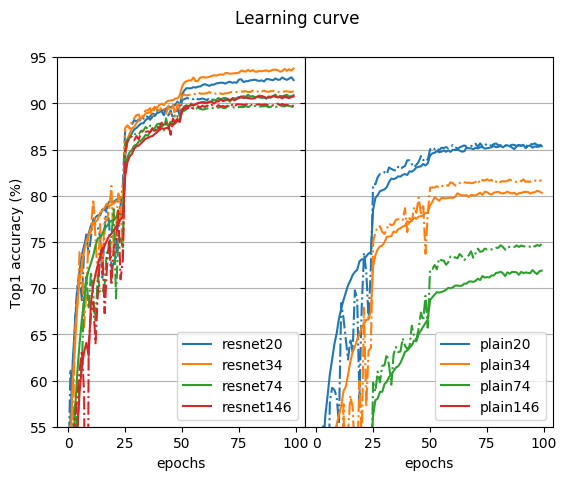 Learning curve
Top1 accuracy (%)
95
90
85
80
75
70
65
60
55
resnet20
resnet34
resnet74
resnet146
0
25
50
75
100
epochs
plain20
plain34
plain74
plain146
0
25
50
75
100
epochs